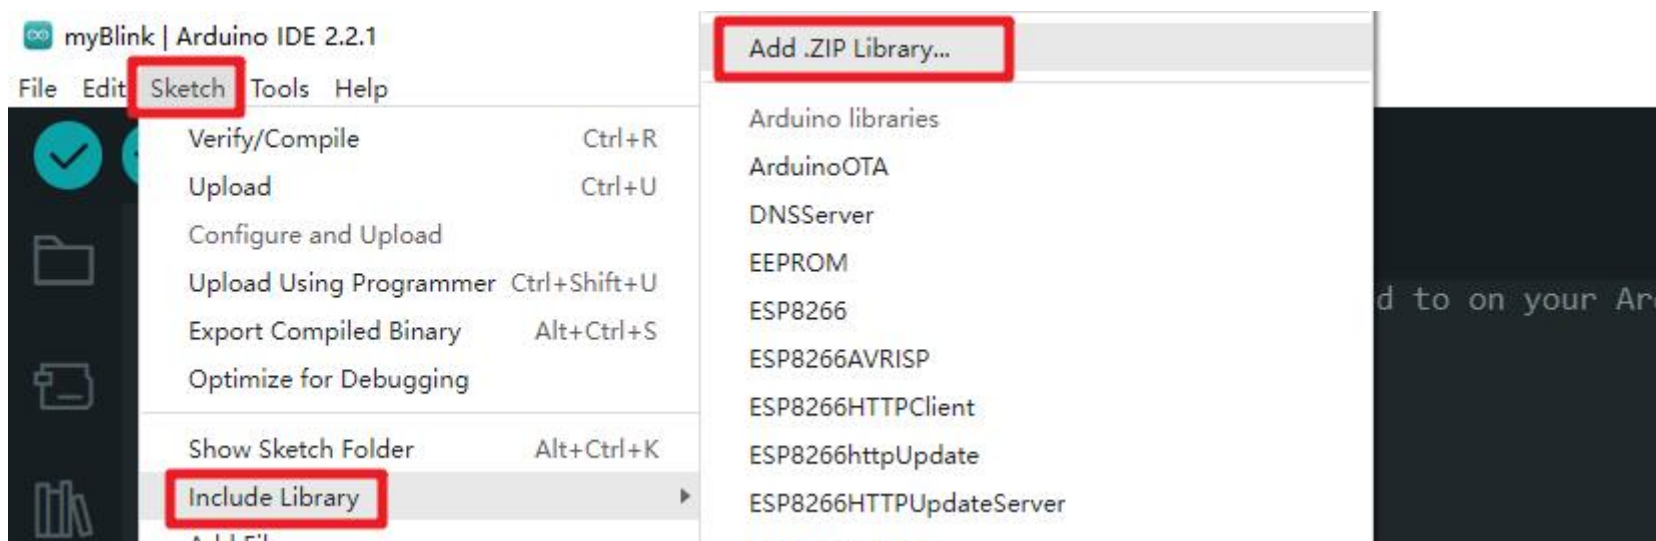 myBlink | Arduino IDE 2.2.1
File Edit Sketch Tools Help
Verify/Compile Ctrl+R
Upload Ctrl+U
Configure and Upload
Upload Using Programmer Ctrl+Shift+U
Export Compiled Binary Alt+Ctrl+S
Optimize for Debugging
Show Sketch Folder Alt+Ctrl+K
Include Library
Add .ZIP Library...
Arduino libraries
ArduinoOTA
DNSServer
EEPROM
ESP8266
ESP8266AVRISP
ESP8266HTTPClient
ESP8266httpUpdate
ESP8266HTTPUpdateServer
d to on your Ar